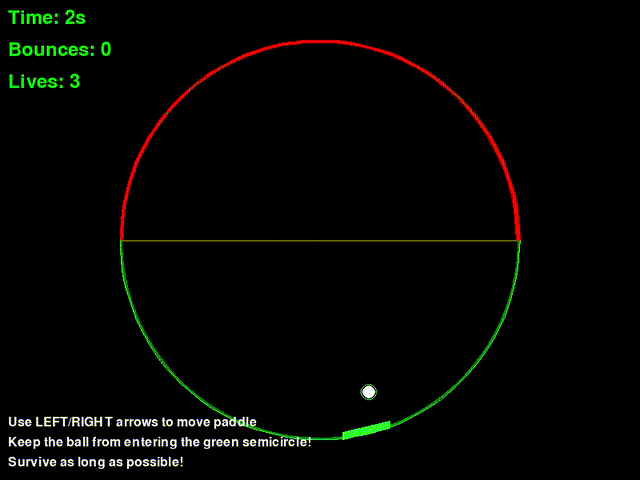 Time: 2s
Bounces: 0
Lives: 3
Use LEFT/RIGHT arrows to move paddle
Keep the ball from entering the green semicircle!
Survive as long as possible!